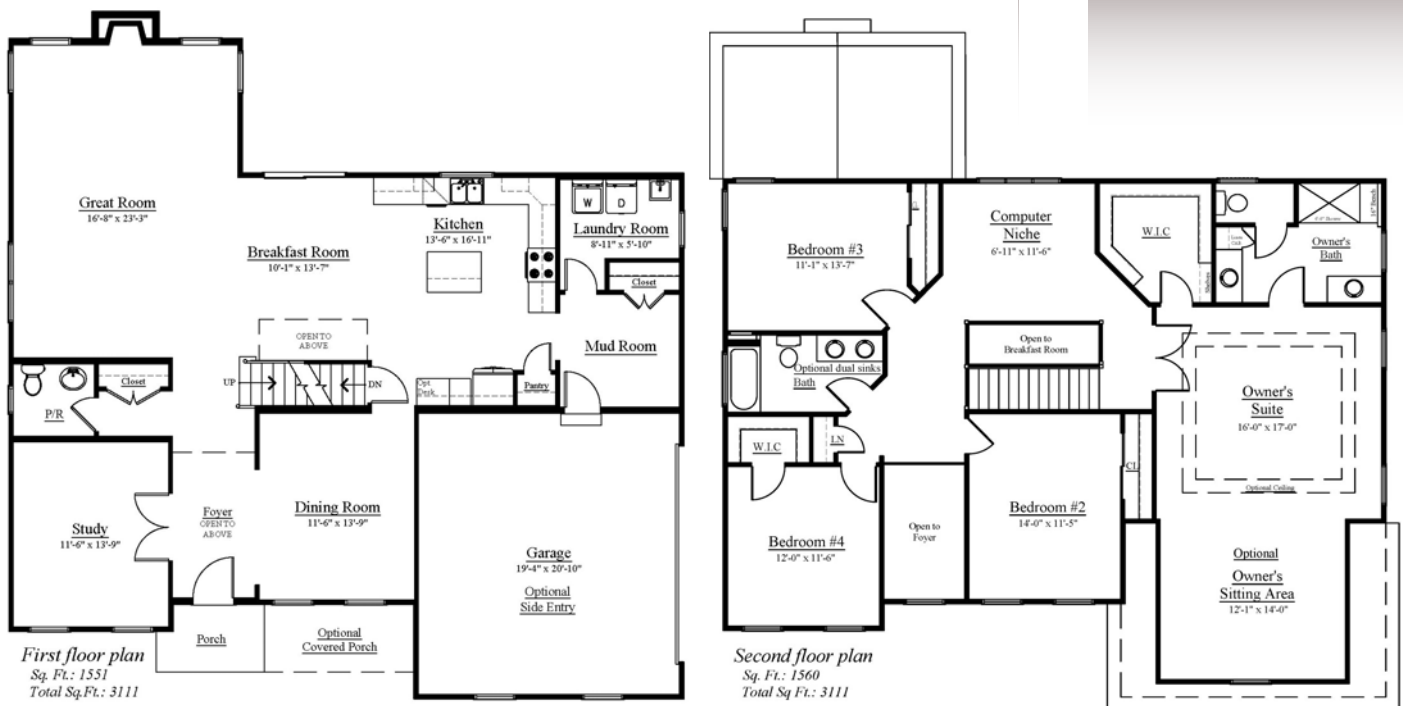 Great Room
16'-8" x 23'-3"
Breakfast Room
10'-1" x 13'-7"
Kitchen
13'-6" x 16'-11"
W
D
Laundry Room
8'-11" x 5'-10"
Closet
Mud Room
OPEN TO
ABOVE
UP
DN
Opt.
Desk
Pantry
Closet
P/R
Study
11'-6" x 13'-9"
Foyer
OPEN TO
ABOVE
Dining Room
11'-6" x 13'-9"
Garage
19'-4" x 20'-10"
Optional
Side Entry
Porch
Optional
Covered Porch
First floor plan
Sq. Ft.: 1551
Total Sq.Ft.: 3111
Bedroom #3
11'-1" x 13'-7"
Computer
Niche
6'-11" x 11'-6"
W.I.C
Shelves
Owner's
Bath
Open to
Breakfast Room
Optional dual sinks
Bath
W.I.C
LN
Owner's
Suite
16'-0" x 17'-0"
Optional Ceiling
CL
Bedroom #2
14'-0" x 11'-5"
Open to
Foyer
Bedroom #4
12'-0" x 11'-6"
Optional
Owner's
Sitting Area
12'-1" x 14'-0"
Second floor plan
Sq. Ft.: 1560
Total Sq Ft.: 3111